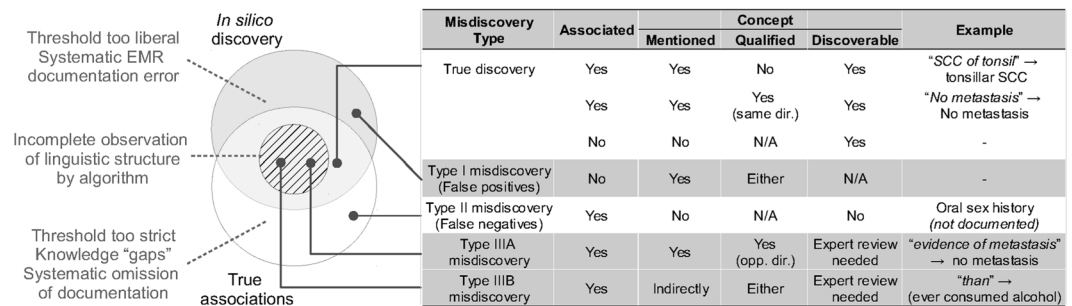 In silico
discovery
Threshold too liberal
Systematic EMR
documentation error
Incomplete observation
of linguistic structure
by algorithm
Threshold too strict
Knowledge “gaps”
Systematic omission
of documentation
True
associations
Misdiscovery Type Associated Concept Example
Mentioned Qualified Discoverable
True discovery Yes Yes No Yes “SCC of tonsil” →
tonsillar SCC
Yes Yes Yes (same dir.) Yes “No metastasis” →
No metastasis
No No N/A Yes -
Type I misdiscovery
(False positives) No Yes Either N/A -
Type II misdiscovery
(False negatives) Yes No N/A No Oral sex history
(not documented)
Type IIIA
misdiscovery Yes Yes Yes
(opp. dir.) Expert review
needed “evidence of metastasis”
→ no metastasis
Type IIIB
misdiscovery Yes Indirectly Either Expert review
needed “than” →
(ever consumed alcohol)